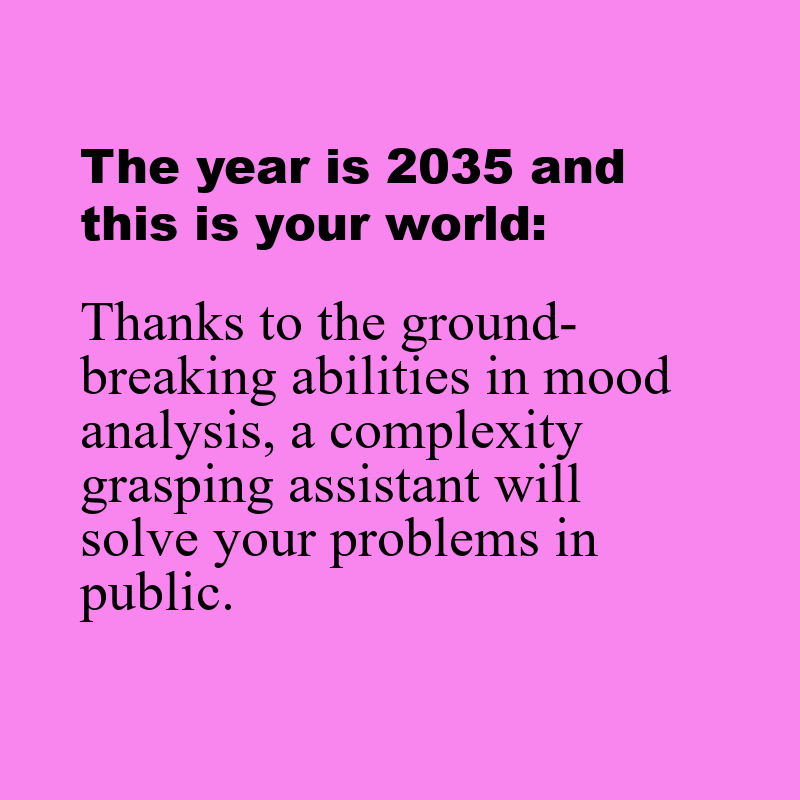 The year is 2035 and
this is your world:
Thanks to the ground-
breaking abilities in mood
analysis, a complexity
grasping assistant will
solve your problems in
public.